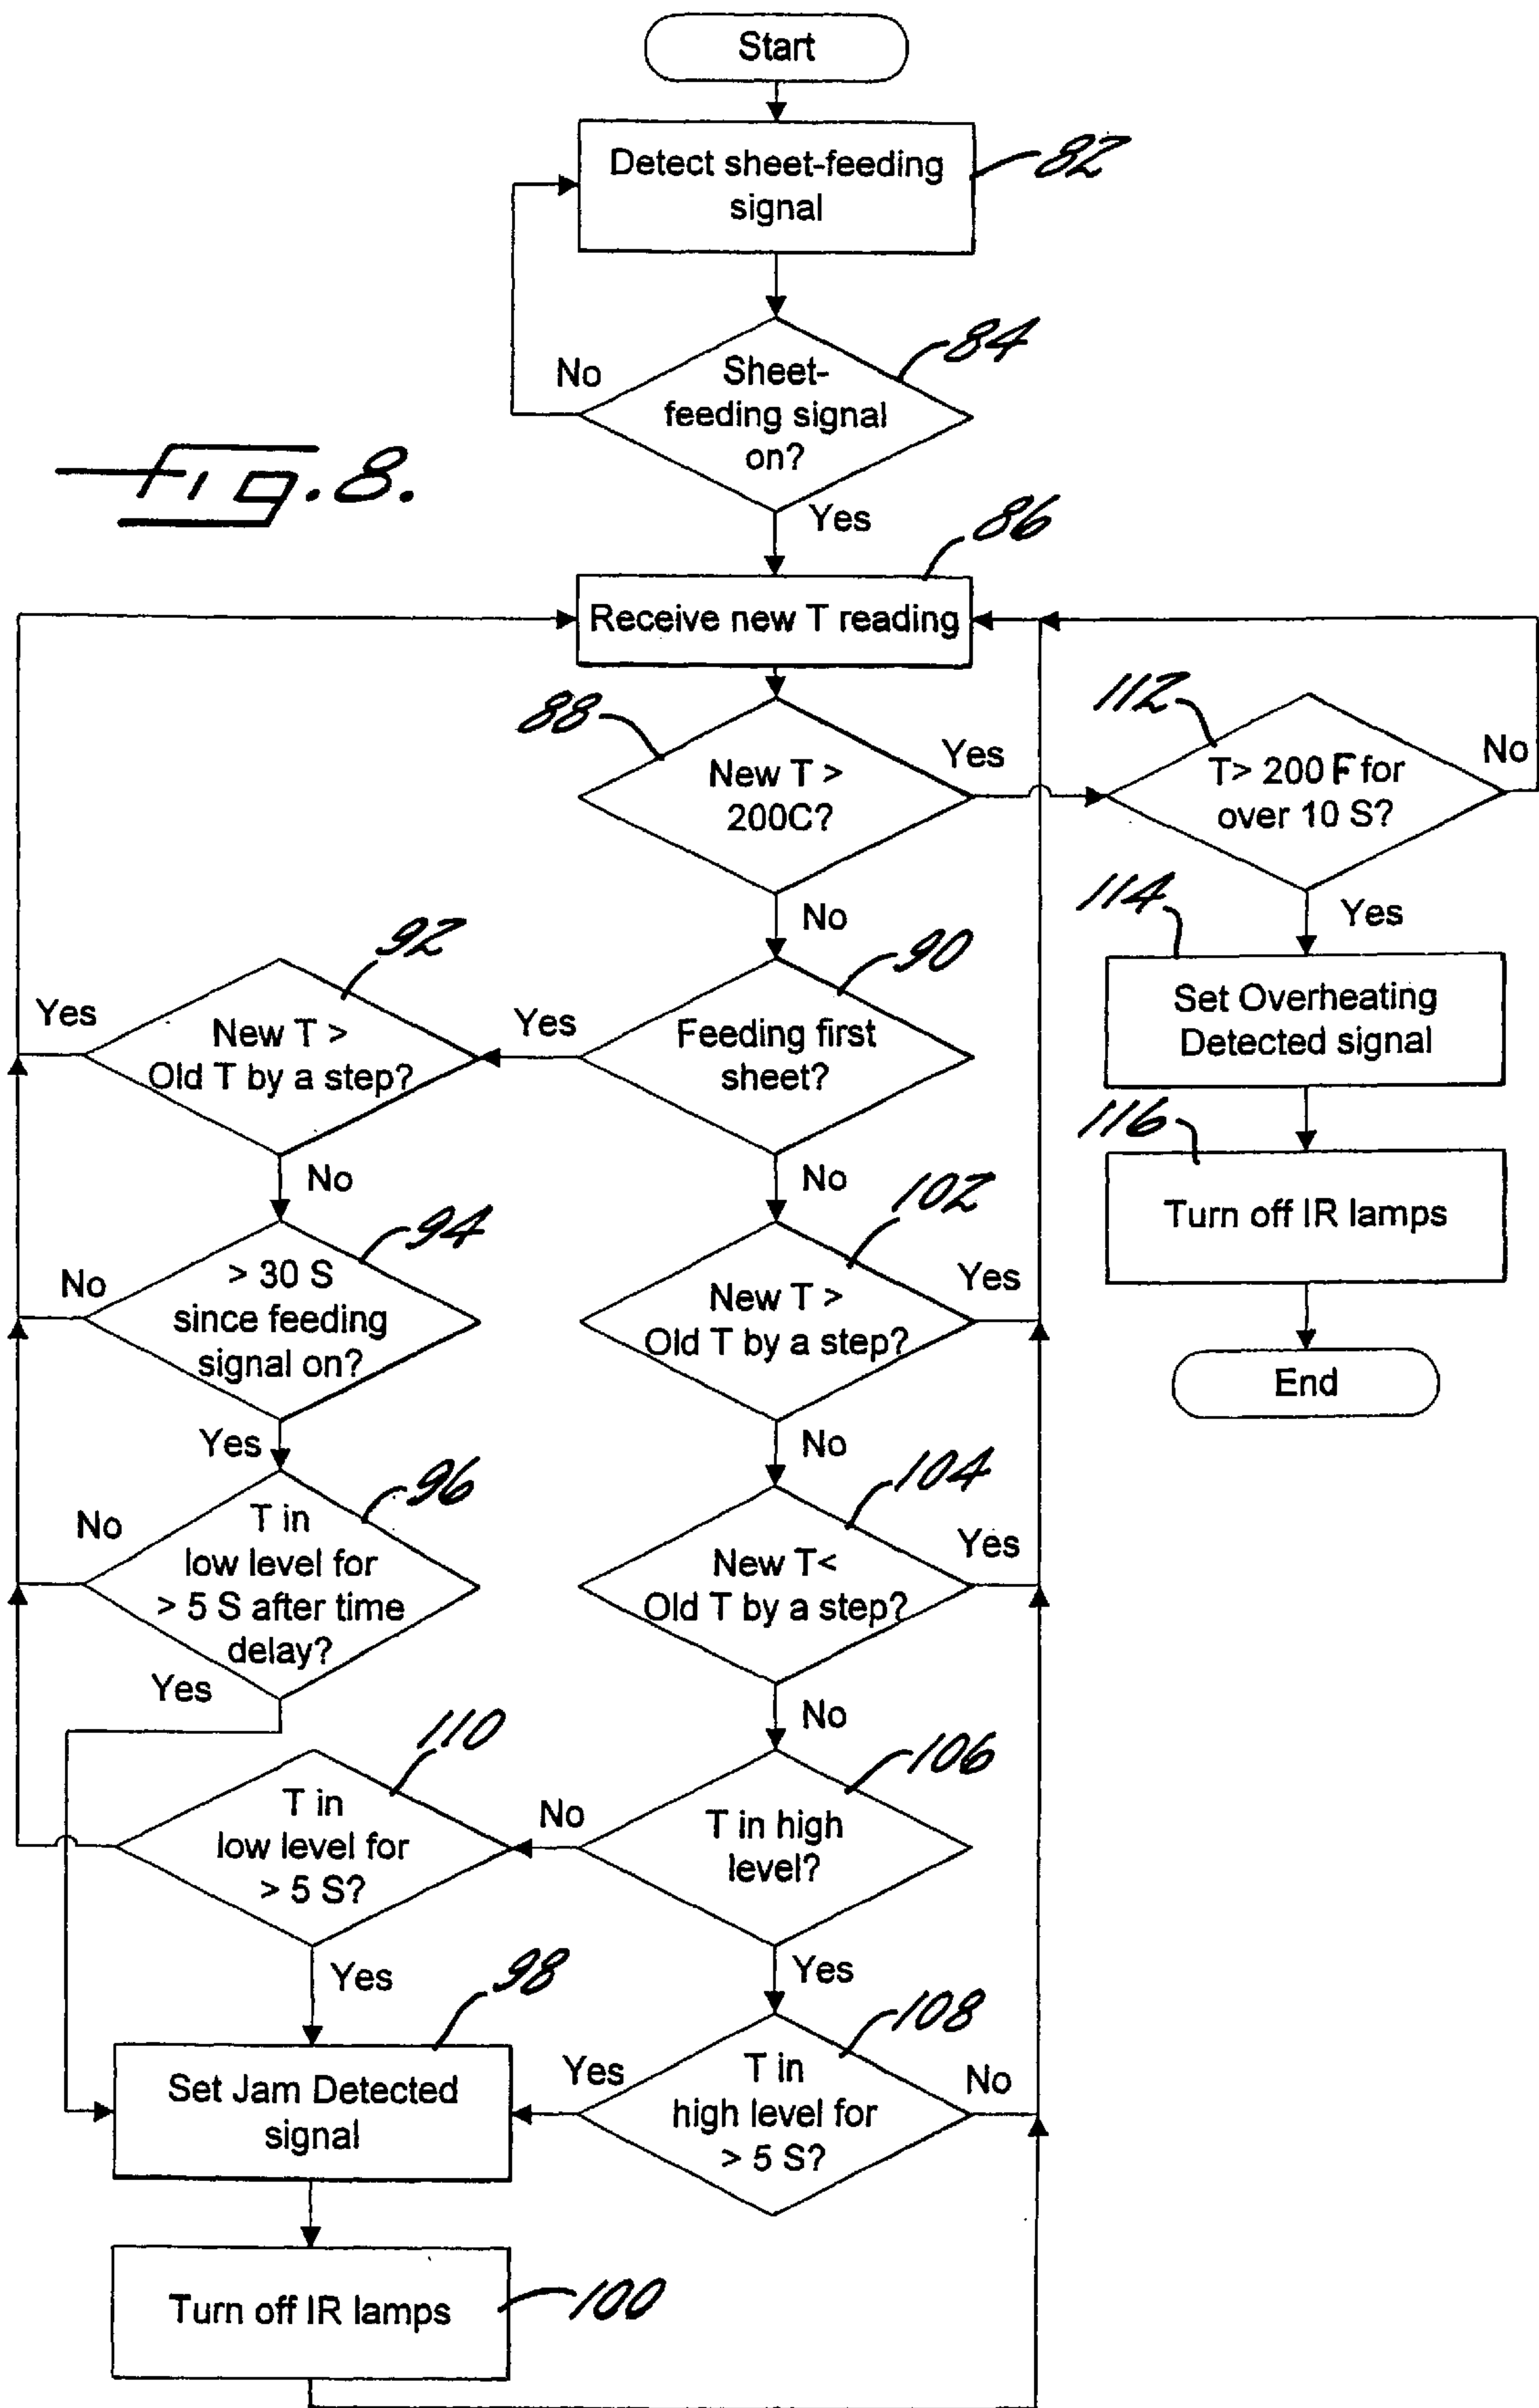 Start
Detect sheet-feeding
signal
82
Sheet-
feeding signal
on?
84
No
Yes
Fig. 8.
86
Receive new T reading
88
New T >
200C?
Yes
No
112
T> 200 F for
over 10 S?
No
Yes
114
Set Overheating
Detected signal
116
Turn off IR lamps
End
90
Feeding first
sheet?
Yes
No
92
New T >
Old T by a step?
Yes
No
94
> 30 S
since feeding
signal on?
No
Yes
96
T in
low level for
> 5 S after time
delay?
No
Yes
102
New T >
Old T by a step?
Yes
No
104
New T<
Old T by a step?
Yes
No
106
T in high
level?
No
Yes
110
T in
low level for
> 5 S?
Yes
108
T in
high level for
> 5 S?
Yes
No
98
Set Jam Detected
signal
Turn off IR lamps
100